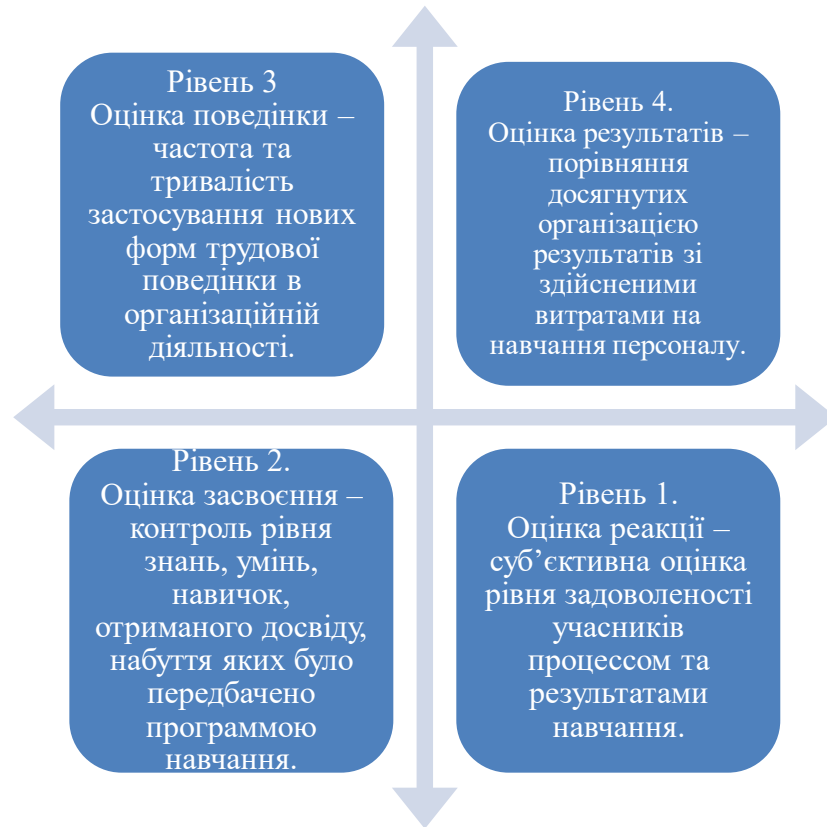 Рівень 3
Оцінка поведінки –
частота та
тривалість
застосування нових
форм трудової
поведінки в
організаційній
діяльності.
Рівень 4.
Оцінка результатів –
порівняння
досягнутих
організацією
результатів зі
здійсненими
витратами на
навчання персоналу.
Рівень 2.
Оцінка засвоєння –
контроль рівня
знань, умінь,
навичок,
отриманого досвіду,
набуття яких було
передбачено
программою
навчання.
Рівень 1.
Оцінка реакції –
суб’єктивна оцінка
рівня задоволеності
учасників
процессом та
результатами
навчання.